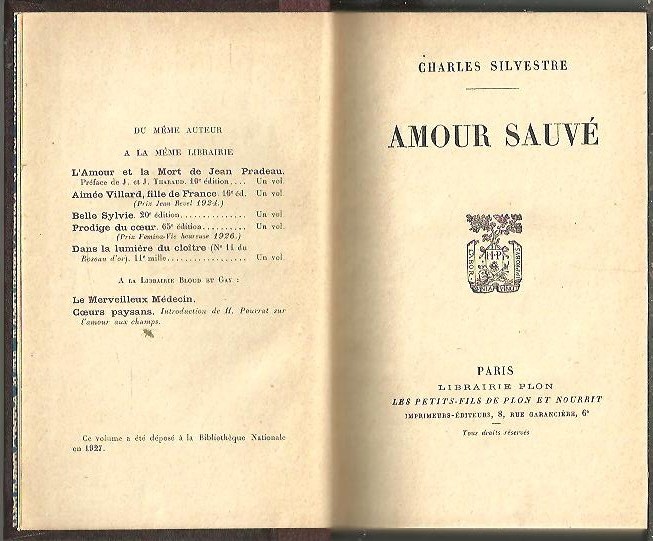 DU MÊME AUTEUR
A LA MÊME LIBRAIRIE
L'Amour et la Mort de Jean Pradeau.
Préface de J. et J. THARAUD. 10e édition.... Un vol.
Aimée Villard, fille de France. 16e éd. Un vol
(Prix Jean Revel 1924.)
Belle Sylvie. 20e édition............... Un vol
Prodige du cœur. 65e édition.......... Un vol
(Prix Femina-Vie heureuse 1926.)
Dans la lumière du cloître (N° 11 du
Roseau d'or). 11e mille................. Un vol.
A LA LIBRAIRIE BLOUD ET GAY :
Le Merveilleux Médecin.
Cœurs paysans. Introduction de H. Pourrat sur
l'amour aux champs.
Ce volume a été déposé à la Bibliothèque Nationale
en 1927.
CHARLES SILVESTRE
AMOUR SAUVÉ
LABOR
H·P
PARIS
LIBRAIRIE PLON
LES PETITS-FILS DE PLON ET NOURRIT
IMPRIMEURS-ÉDITEURS, 8, RUE GARANCIÈRE, 6e
Tous droits réservés